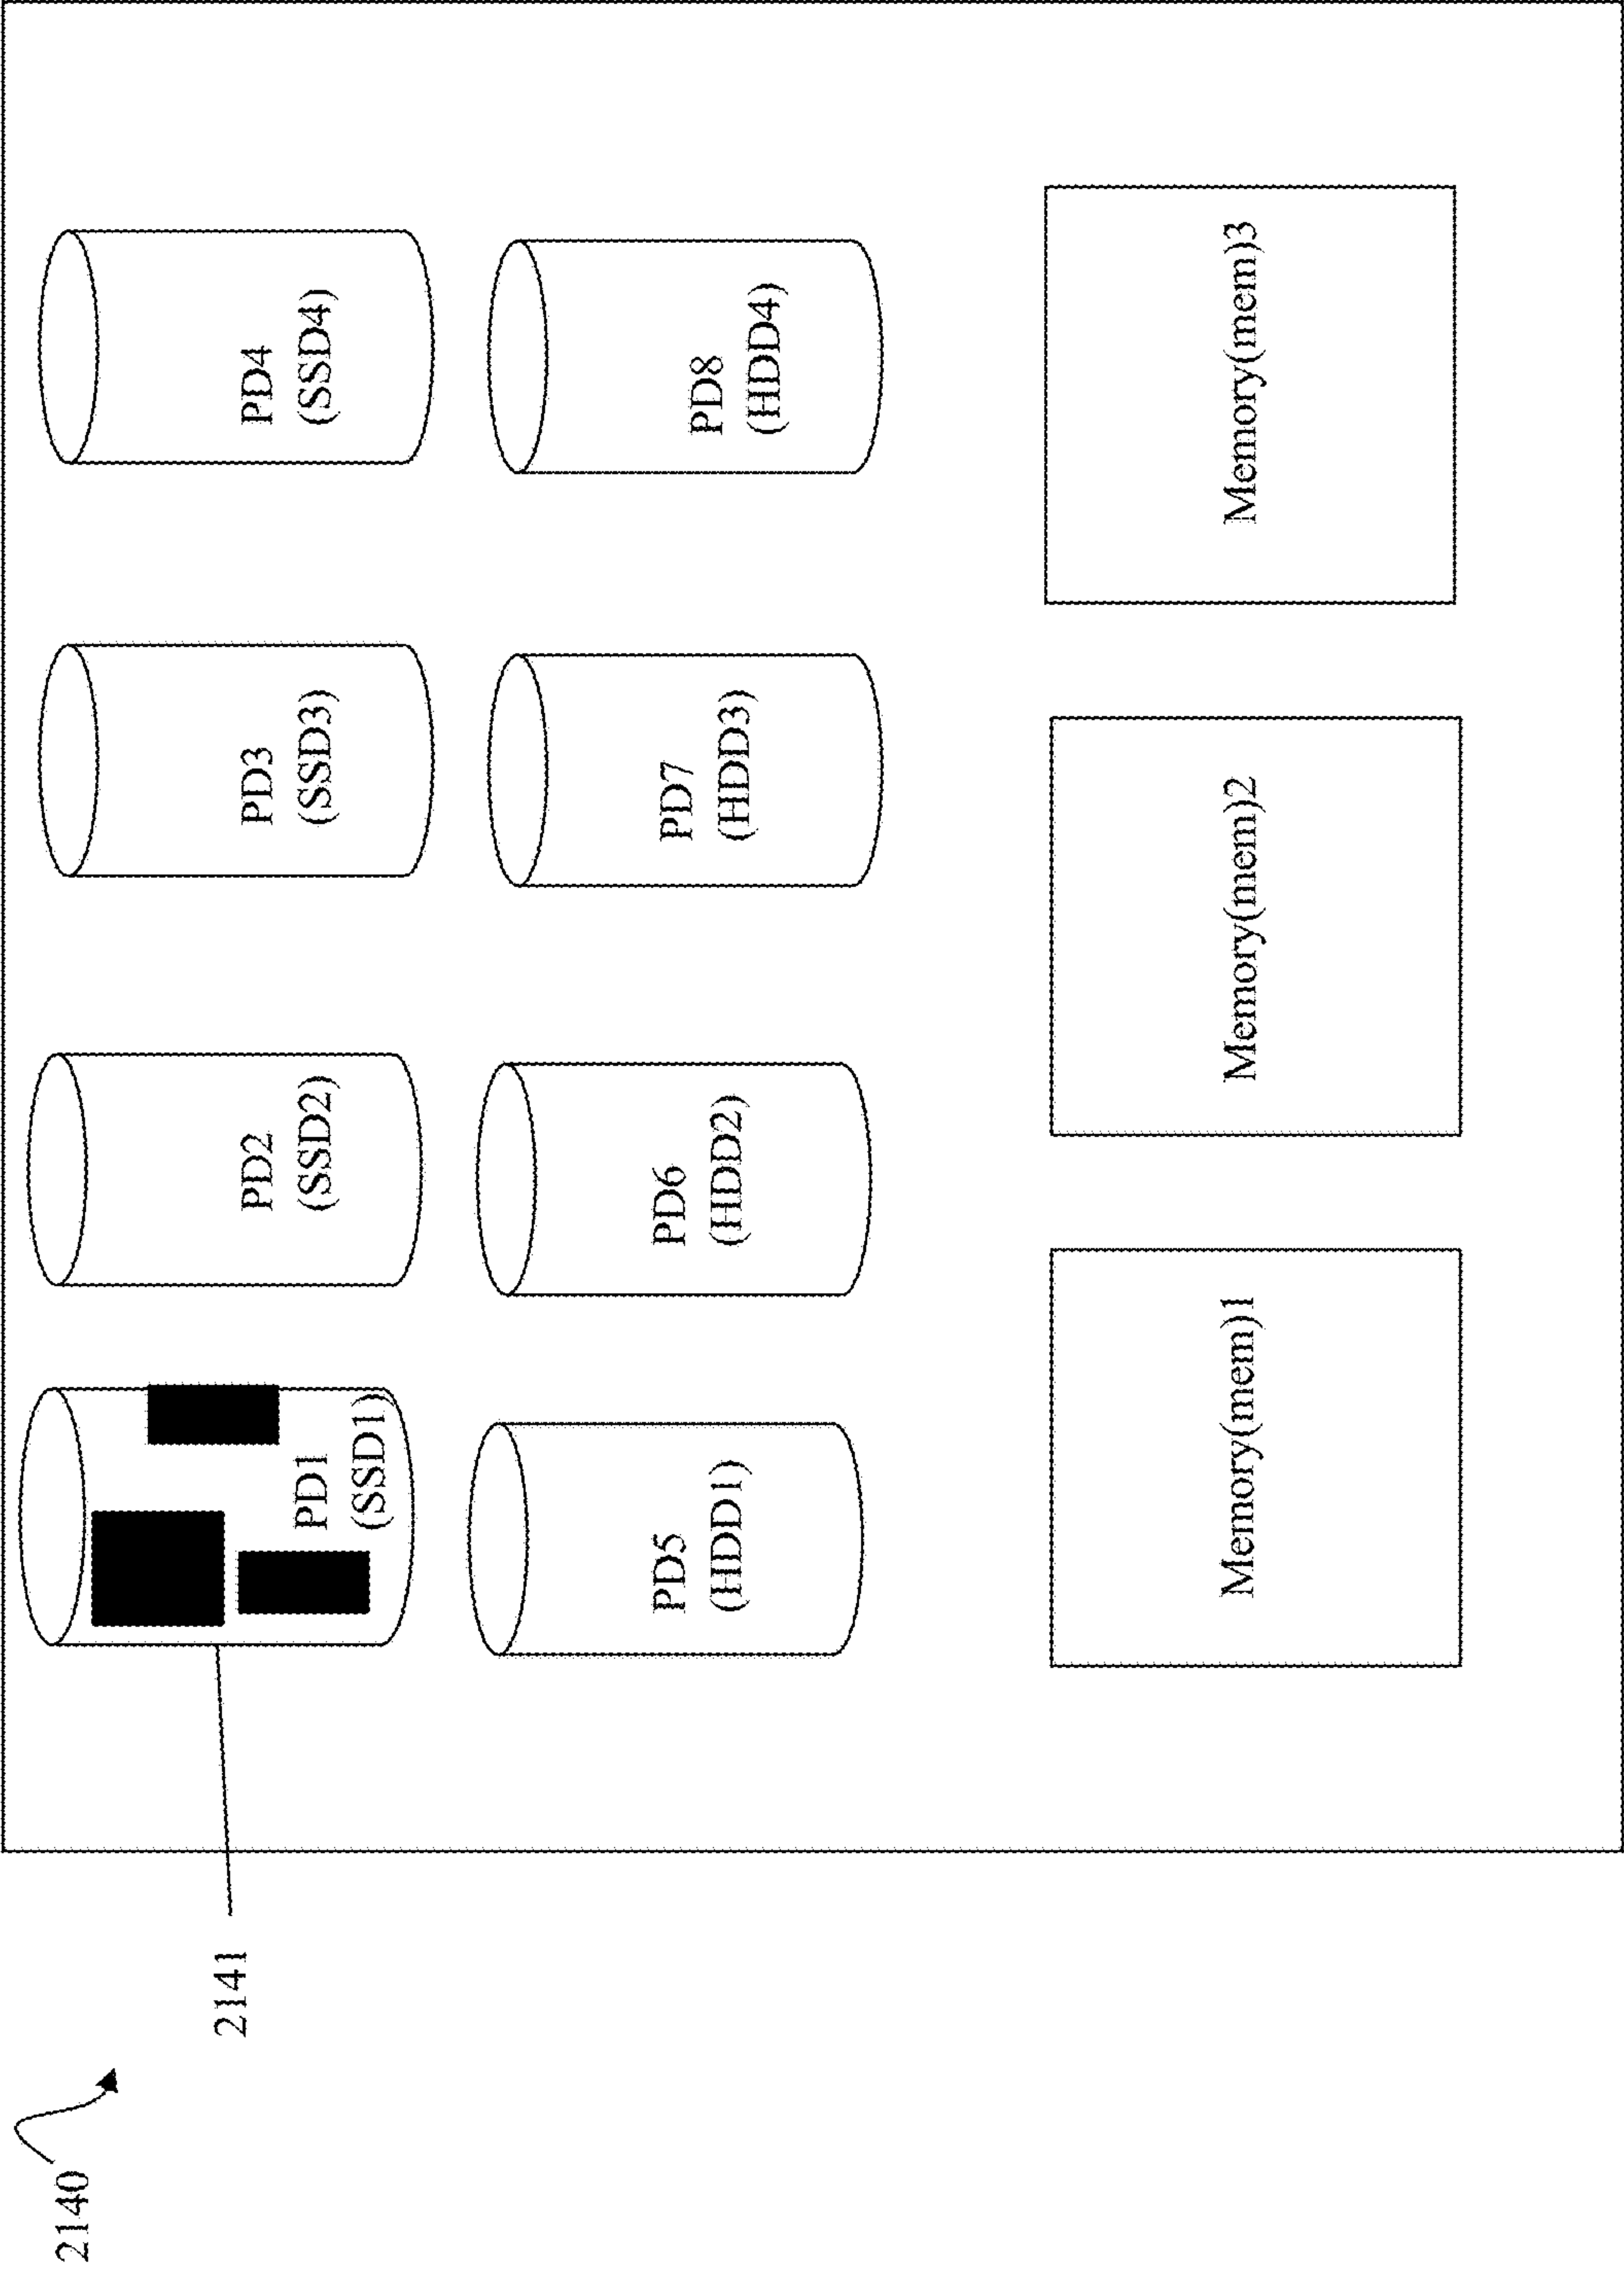 2140
2141
PD1
(SSD1)
PD2
(SSD2)
PD3
(SSD3)
PD4
(SSD4)
PD5
(HDD1)
PD6
(HDD2)
PD7
(HDD3)
PD8
(HDD4)
Memory(mem)1
Memory(mem)2
Memory(mem)3